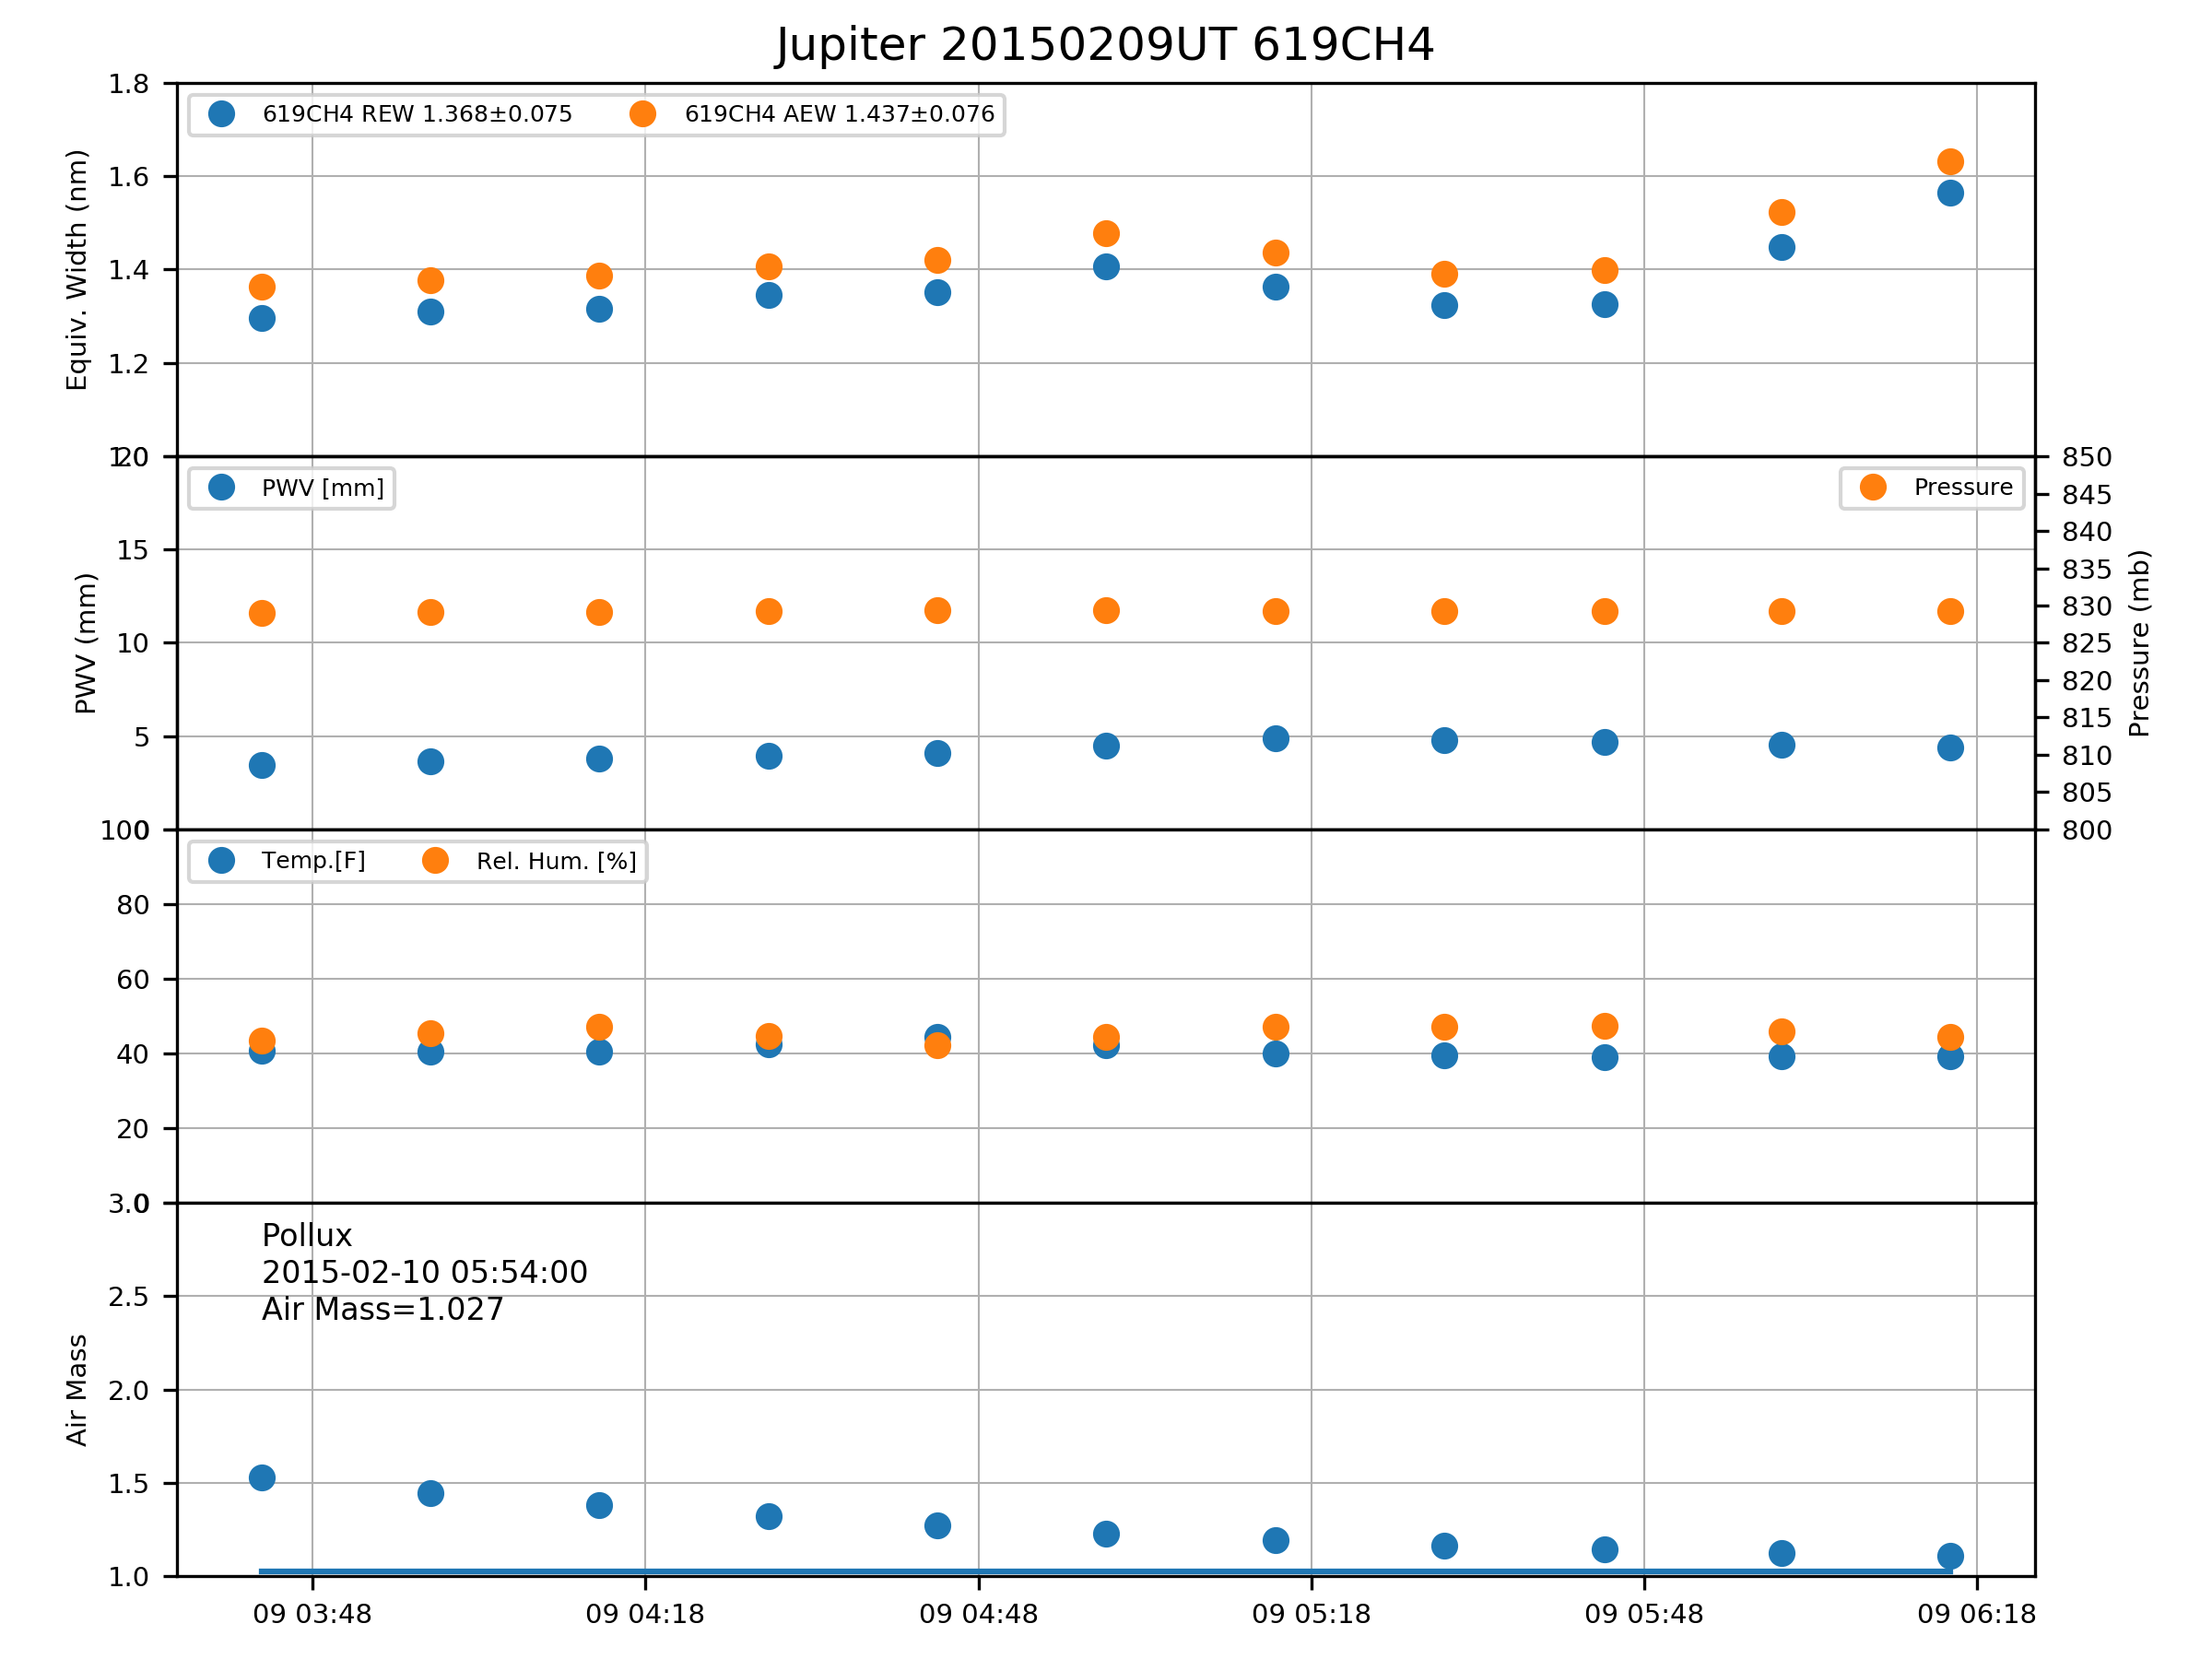 Jupiter 20150209UT 619CH4
619CH4 REW 1.368±0.075 619CH4 AEW 1.437±0.076
Equiv. Width (nm)
1.8
1.6
1.4
1.2
1.0
PWV [mm]
Pressure
PWV (mm)
20
15
10
5
0
850
845
840
835
830
825
820
815
810
805
800
Pressure (mb)
Temp.[F] Rel. Hum. [%]
100
80
60
40
20
0
Pollux
2015-02-10 05:54:00
Air Mass=1.027
Air Mass
3.0
2.5
2.0
1.5
1.0
09 03:48 09 04:18 09 04:48 09 05:18 09 05:48 09 06:18